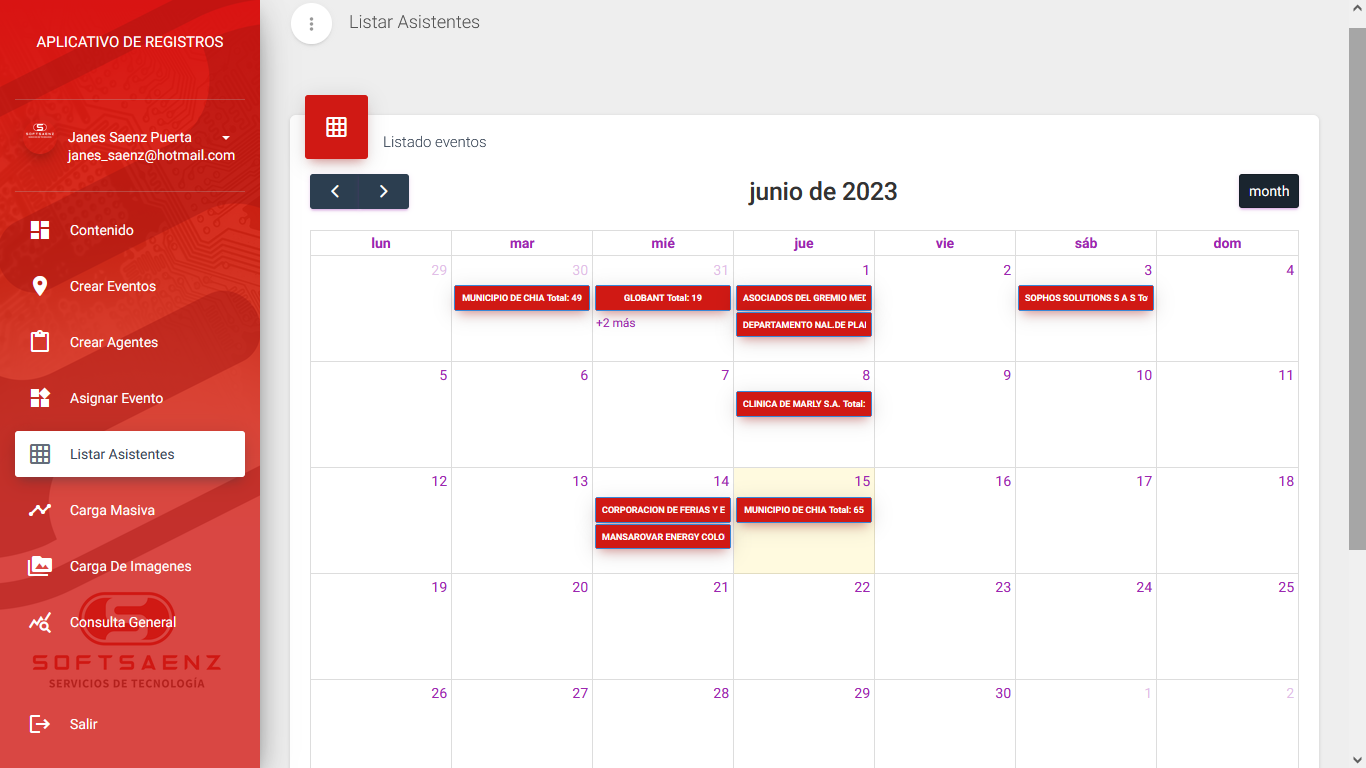 APLICATIVO DE REGISTROS
SOFTSAENZ
Janes Saenz Puerta
janes_saenz@hotmail.com
Contenido
Crear Eventos
Crear Agentes
Asignar Evento
Listar Asistentes
Carga Masiva
Carga De Imagenes
Consulta General
SOFTSAENZ
SERVICIOS DE TECNOLOGÍA
Salir
Listar Asistentes
Listado eventos
junio de 2023
month
lun mar mié jue vie sáb dom
29 30 31 1 2 3 4
MUNICIPIO DE CHIA Total: 49 GLOBANT Total: 19 ASOCIADOS DEL GREMIO MED SOPHOS SOLUTIONS S A S To
+2 más DEPARTAMENTO NAL.DE PLA
5 6 7 8 9 10 11
CLINICA DE MARLY S.A. Total:
12 13 14 15 16 17 18
CORPORACION DE FERIAS Y E MUNICIPIO DE CHIA Total: 65
MANSAROVAR ENERGY COLO
19 20 21 22 23 24 25
26 27 28 29 30 1 2